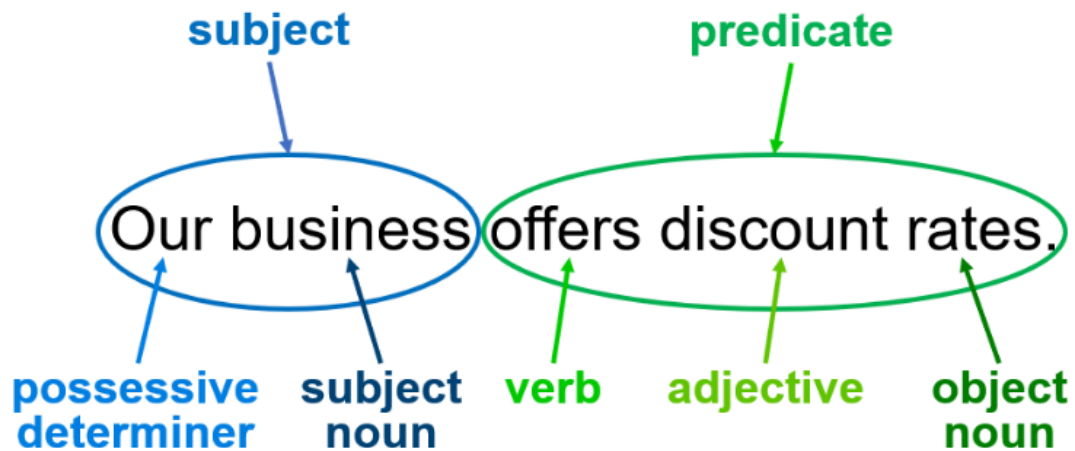 subject predicate
Our business offers discount rates.
possessive subject verb adjective object
determiner noun noun